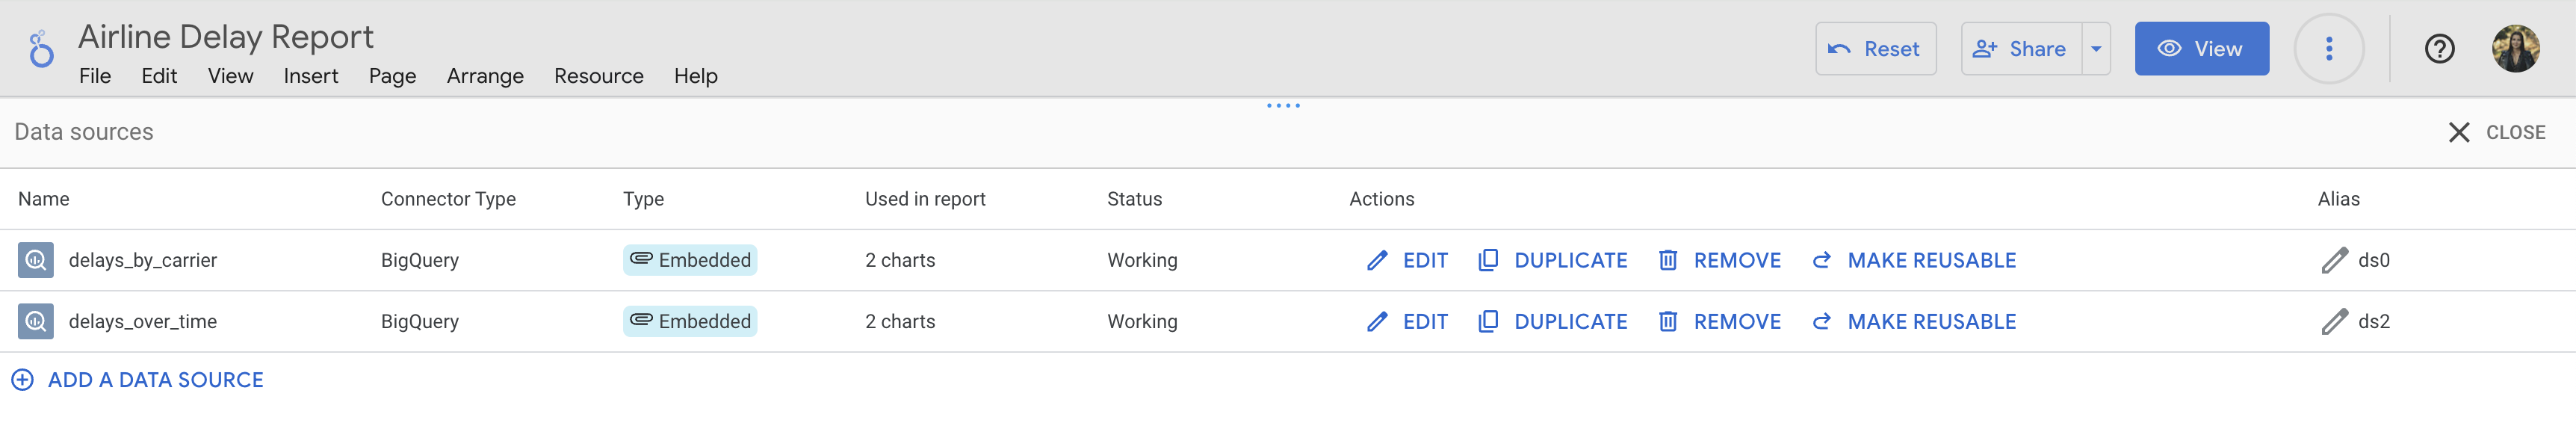 Airline Delay Report
File Edit View Insert Page Arrange Resource Help
Reset Share View
Data sources
CLOSE
Name Connector Type Type Used in report Status Actions Alias
delays_by_carrier BigQuery Embedded 2 charts Working EDIT DUPLICATE REMOVE MAKE REUSABLE ds0
delays_over_time BigQuery Embedded 2 charts Working EDIT DUPLICATE REMOVE MAKE REUSABLE ds2
ADD A DATA SOURCE